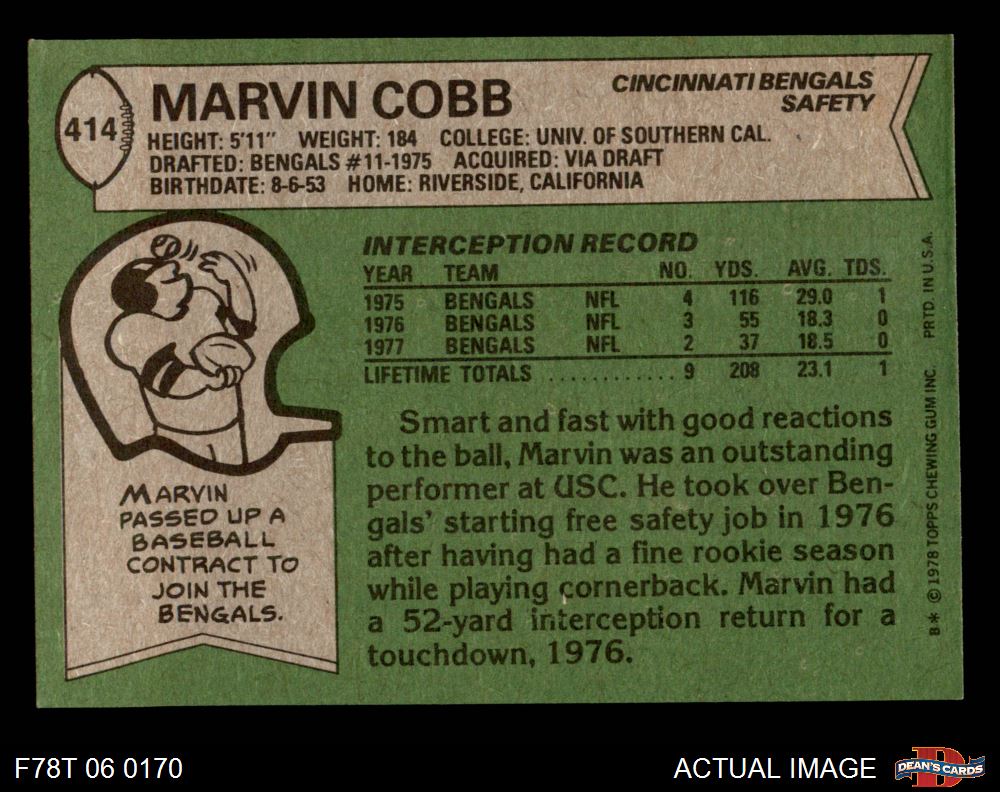 414
MARVIN COBB
CINCINNATI BENGALS
SAFETY
HEIGHT: 5'11" WEIGHT: 184 COLLEGE: UNIV. OF SOUTHERN CAL.
DRAFTED: BENGALS #11-1975 ACQUIRED: VIA DRAFT
BIRTHDATE: 8-6-53 HOME: RIVERSIDE, CALIFORNIA
INTERCEPTION RECORD
YEAR TEAM NO. YDS. AVG. TDS.
1975 BENGALS NFL 4 116 29.0 1
1976 BENGALS NFL 3 55 18.3 0
1977 BENGALS NFL 2 37 18.5 0
LIFETIME TOTALS ............ 9 208 23.1 1
Smart and fast with good reactions
to the ball, Marvin was an outstanding
performer at USC. He took over Ben-
gals' starting free safety job in 1976
after having had a fine rookie season
while playing cornerback. Marvin had
a 52-yard interception return for a
touchdown, 1976.
MARVIN
PASSED UP A
BASEBALL
CONTRACT TO
JOIN THE
BENGALS.
B* © 1978 TOPPS CHEWING GUM INC. PRTD. IN U.S.A.
F78T 06 0170
ACTUAL IMAGE
D
DEAN'S CARDS